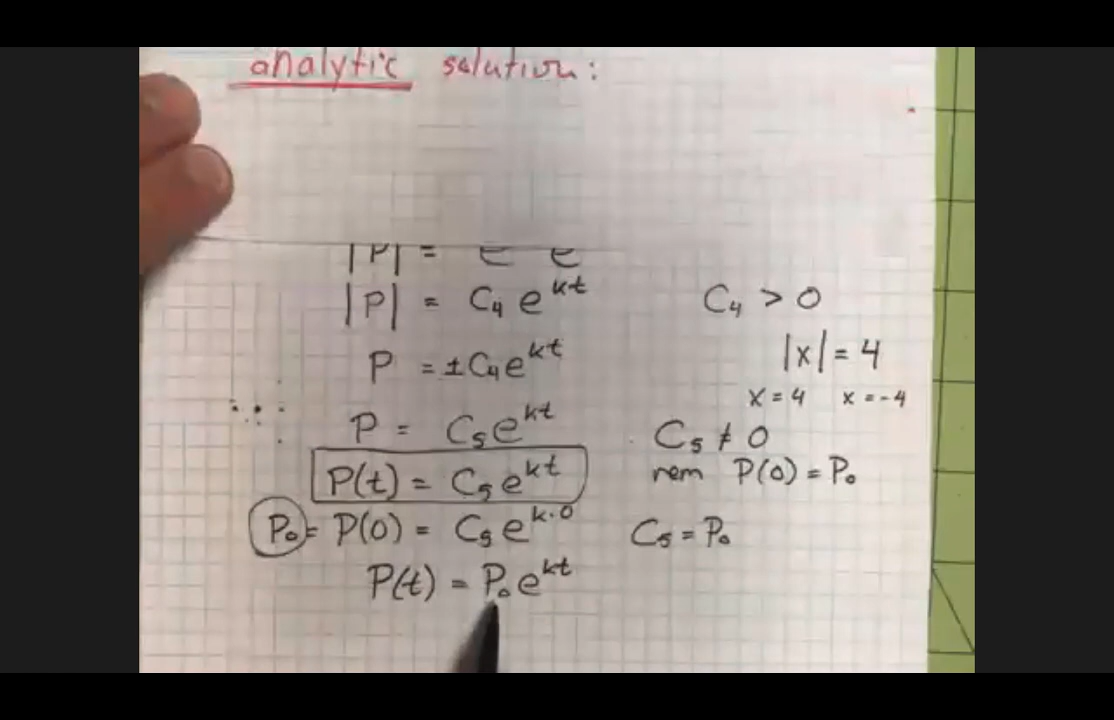 analytic solution:
|P| = e e
|P| = C₄ e^kt
C₄ > 0
|x| = 4
P = ±C₄e^kt
x = 4 x = -4
P = C₅e^kt
C₅ ≠ 0
P(t) = C₅e^kt
rem P(0) = P₀
P₀ = P(0) = C₅e^k·0
C₅ = P₀
P(t) = P₀e^kt